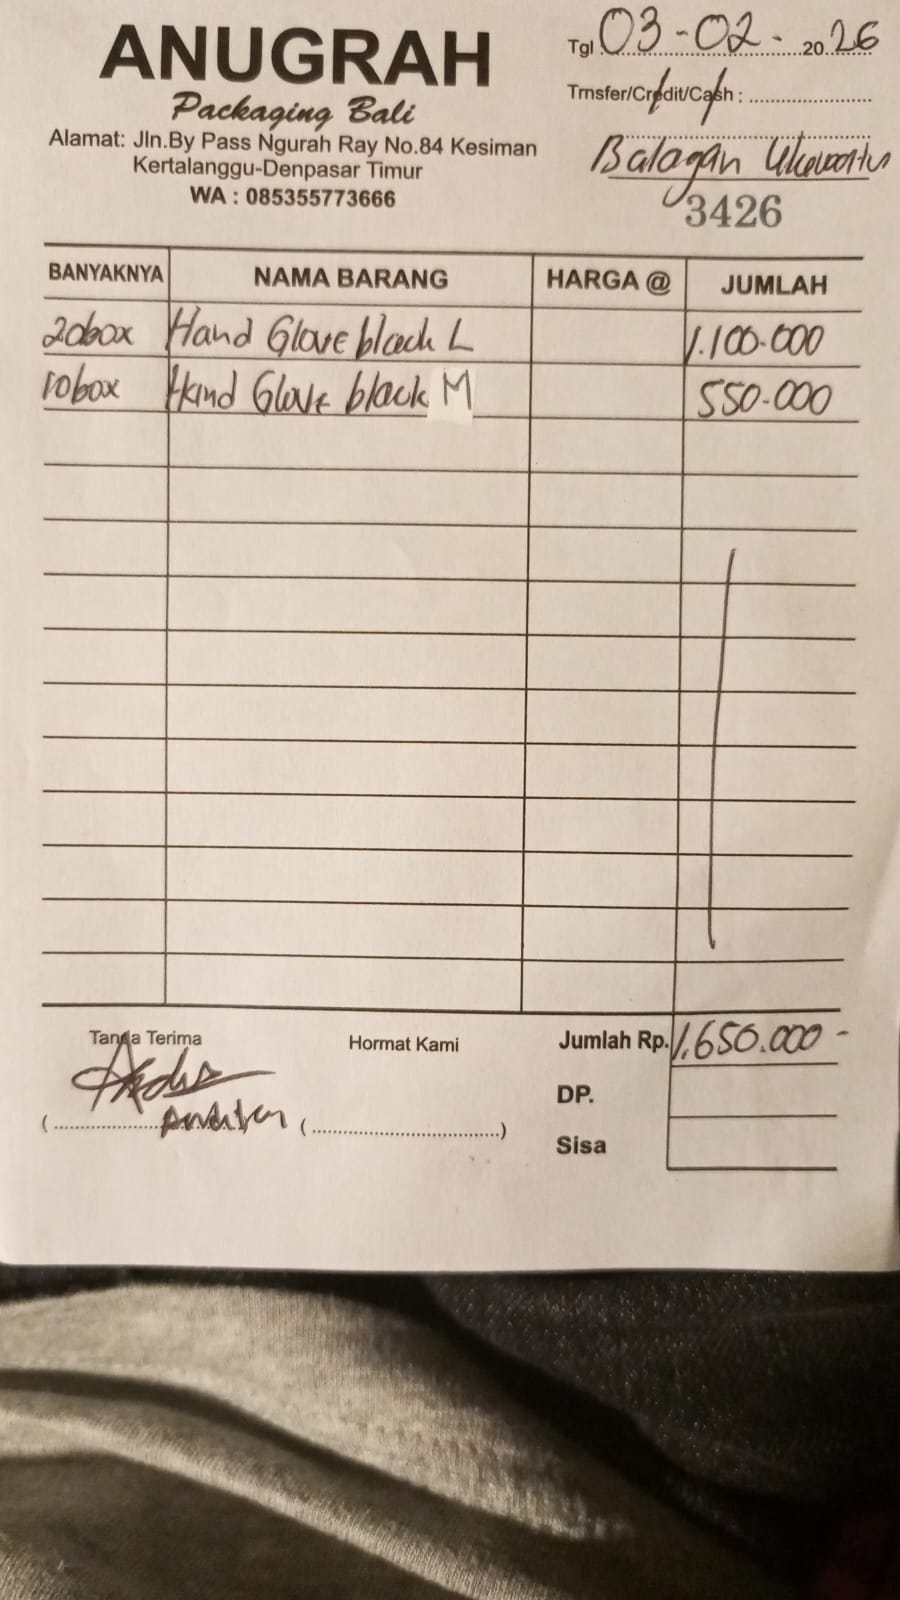 ANUGRAH
Packaging Bali
Alamat: Jln.By Pass Ngurah Ray No.84 Kesiman
Kertalanggu-Denpasar Timur
WA : 085355773666
Tgl 03-02- 2026
Trnsfer/Credit/Cash :
Balagan
3426
BANYAKNYA NAMA BARANG HARGA @ JUMLAH
20box Hand Glove black L 1.100.000
10box Hand Glove black M 550.000
Tanda Terima Hormat Kami Jumlah Rp. 1.650.000 -
DP.
Sisa